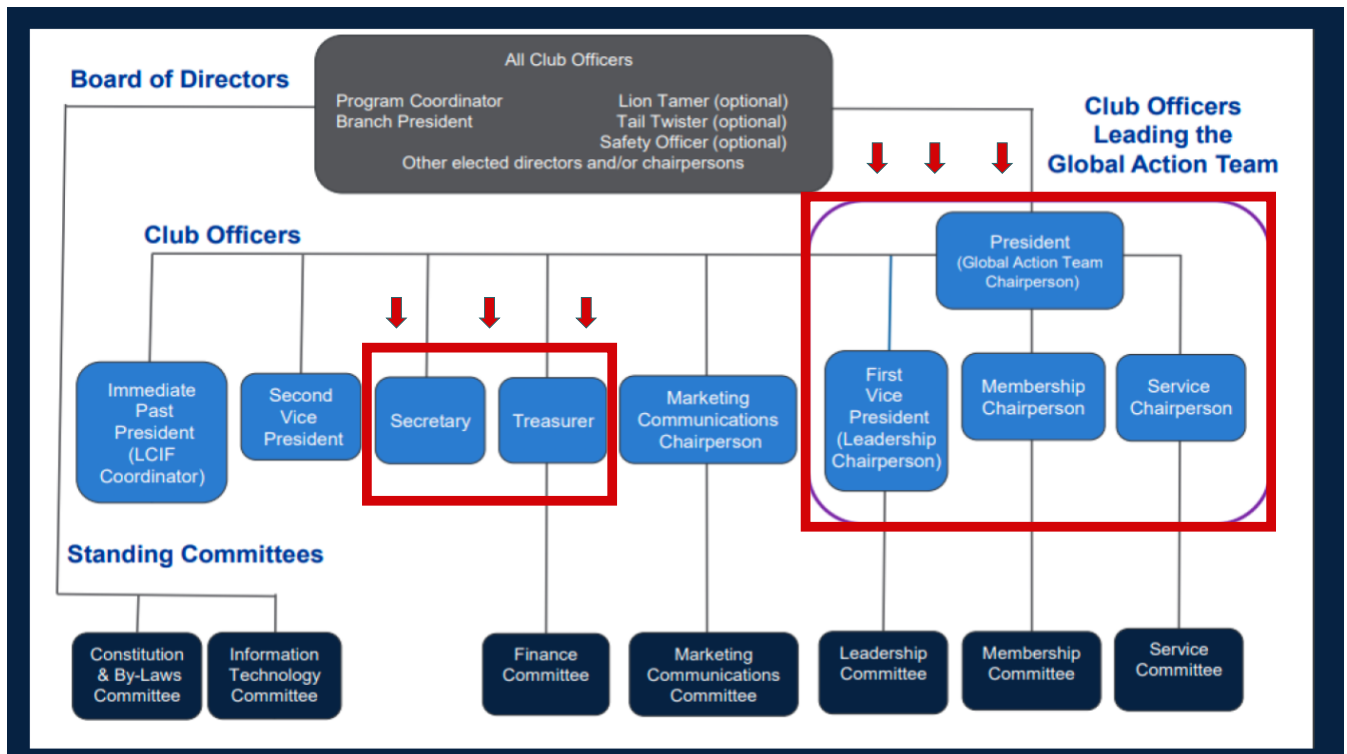 Board of Directors
All Club Officers
Program Coordinator
Branch President
Lion Tamer (optional)
Tail Twister (optional)
Safety Officer (optional)
Other elected directors and/or chairpersons
Club Officers
Leading the
Global Action Team
Club Officers
President
(Global Action Team
Chairperson)
Immediate
Past
President
(LCIF
Coordinator)
Second
Vice
President
Secretary
Treasurer
Marketing
Communications
Chairperson
First
Vice
President
(Leadership
Chairperson)
Membership
Chairperson
Service
Chairperson
Standing Committees
Constitution
& By-Laws
Committee
Information
Technology
Committee
Finance
Committee
Marketing
Communications
Committee
Leadership
Committee
Membership
Committee
Service
Committee